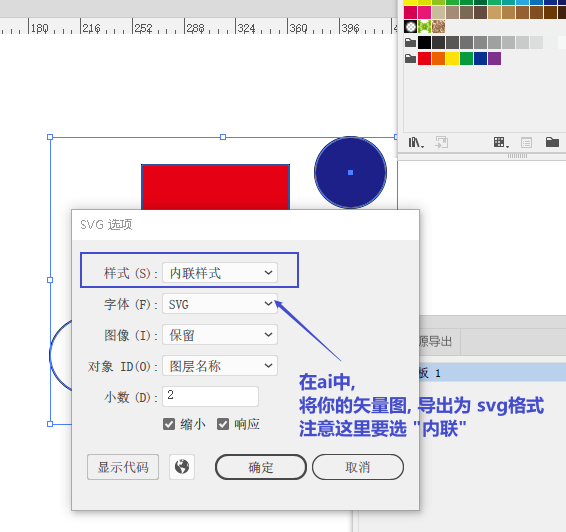 180 216 252 288 324 360 396
SVG 选项
样式 (S): 内联样式
字体 (F): SVG
图像 (I): 保留
对象 ID(O): 图层名称
小数 (D): 2
缩小 响应
显示代码 确定 取消
源导出
板 1
在ai中,
将你的矢量图, 导出为 svg格式
注意这里要选 "内联"